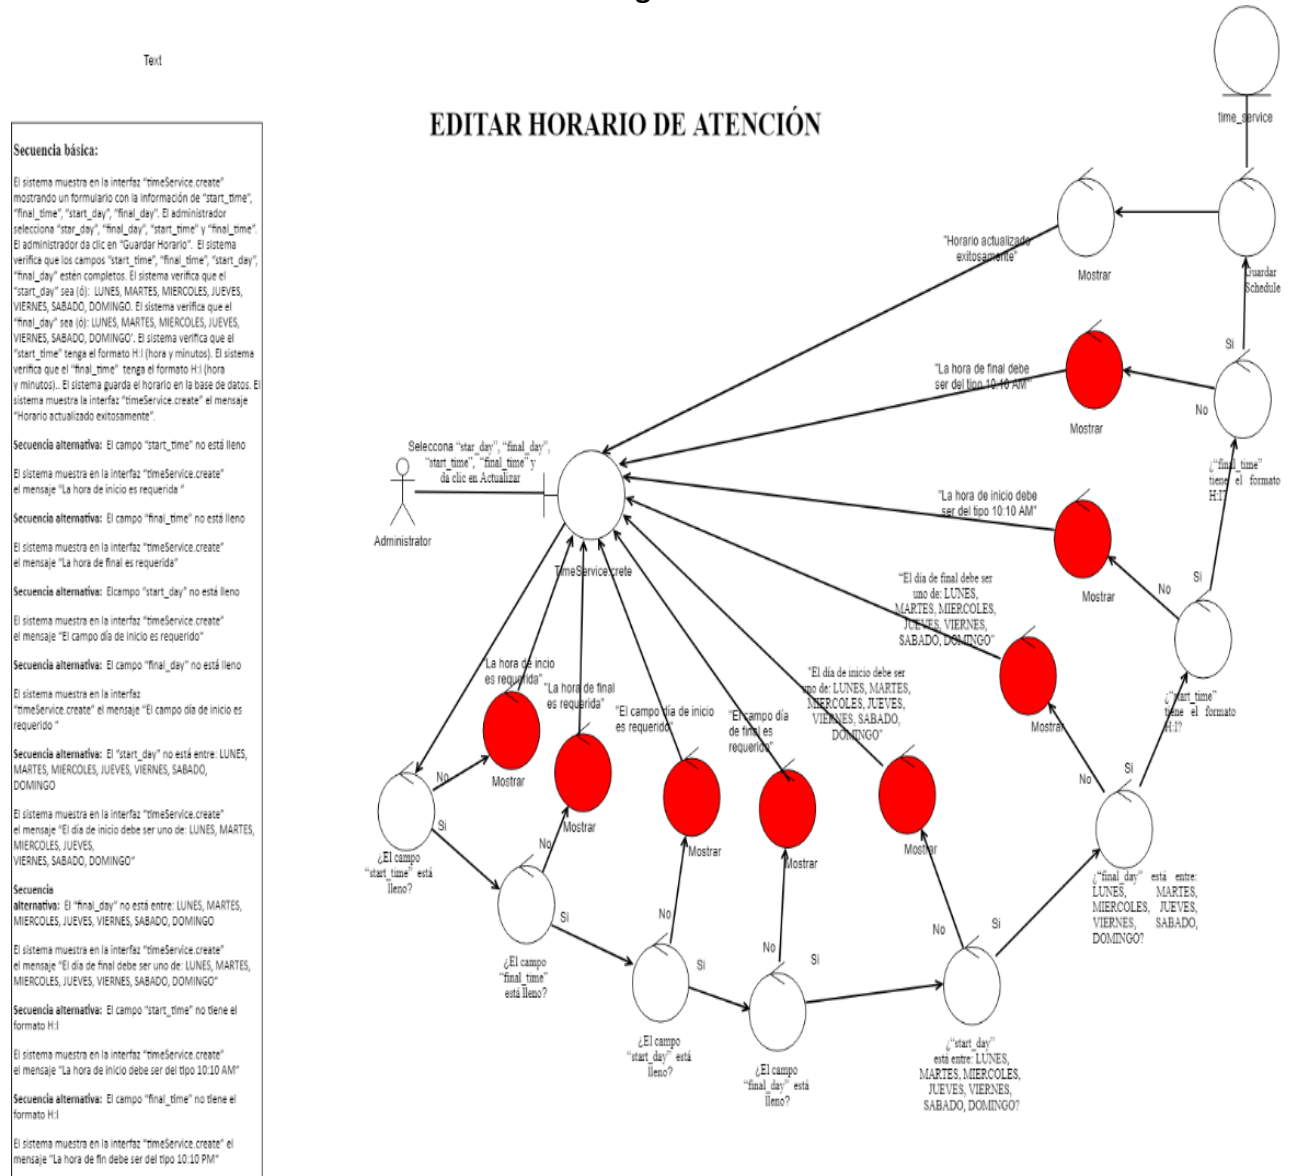 Text
EDITAR HORARIO DE ATENCIÓN
Secuencia básica:
El sistema muestra en la interfaz "timeService.create"
mostrando un formulario con la información de "start_time",
"final_time", "start_day", "final_day". El administrador
selecciona "star_day", "final_day", "start_time" y "final_time".
El administrador da clic en "Guardar Horario". El sistema
verifica que los campos "start_time", "final_time", "start_day",
"final_day" estén completos. El sistema verifica que el
"start_day" sea (ó): LUNES, MARTES, MIERCOLES, JUEVES,
VIERNES, SABADO, DOMINGO. El sistema verifica que el
"final_day" sea (ó): LUNES, MARTES, MIERCOLES, JUEVES,
VIERNES, SABADO, DOMINGO'. El sistema verifica que el
"start_time" tenga el formato H:I (hora y minutos). El sistema
verifica que el "final_time" tenga el formato H:I (hora
y minutos).. El sistema guarda el horario en la base de datos. El
sistema muestra la interfaz "timeService.create" el mensaje
"Horario actualizado exitosamente".
Secuencia alternativa: El campo "start_time" no está lleno
El sistema muestra en la interfaz "timeService.create"
el mensaje "La hora de inicio es requerida "
Secuencia alternativa: El campo "final_time" no está lleno
El sistema muestra en la interfaz "timeService.create"
el mensaje "La hora de final es requerida"
Secuencia alternativa: Elcampo "start_day" no está lleno
El sistema muestra en la interfaz "timeService.create"
el mensaje "El campo día de inicio es requerido"
Secuencia alternativa: El campo "final_day" no está lleno
El sistema muestra en la interfaz
"timeService.create" el mensaje "El campo día de inicio es
requerido "
Secuencia alternativa: El "start_day" no está entre: LUNES,
MARTES, MIERCOLES, JUEVES, VIERNES, SABADO,
DOMINGO
El sistema muestra en la interfaz "timeService.create"
el mensaje "El día de inicio debe ser uno de: LUNES, MARTES,
MIERCOLES, JUEVES,
VIERNES, SABADO, DOMINGO"
Secuencia
alternativa: El "final_day" no está entre: LUNES, MARTES,
MIERCOLES, JUEVES, VIERNES, SABADO, DOMINGO
El sistema muestra en la interfaz "timeService.create"
el mensaje "El día de final debe ser uno de: LUNES, MARTES,
MIERCOLES, JUEVES, VIERNES, SABADO, DOMINGO"
Secuencia alternativa: El campo "start_time" no tiene el
formato H:I
El sistema muestra en la interfaz "timeService.create"
el mensaje "La hora de inicio debe ser del tipo 10:10 AM"
Secuencia alternativa: El campo "final_time" no tiene el
formato H:I
El sistema muestra en la interfaz "timeService.create" el
mensaje "La hora de fin debe ser del tipo 10:10 PM"
time_service
"Horario actualizado
exitosamente"
Mostrar
Guardar
Schedule
Si
"La hora de final debe
ser del tipo 10:10 AM"
Mostrar
No
¿"final_time"
tiene el formato
H:I?
Seleccona "star_day", "final_day",
"start_time", "final_time" y
da clic en Actualizar
Administrator
TimeService.crete
"La hora de inicio debe
ser del tipo 10:10 AM"
Mostrar
No
Si
¿"start_time"
tiene el formato
H:I?
"El día de final debe ser
uno de: LUNES,
MARTES, MIERCOLES,
JUEVES, VIERNES,
SABADO, DOMINGO"
Mostrar
No
Si
¿"final_day" está entre:
LUNES, MARTES,
MIERCOLES, JUEVES,
VIERNES, SABADO,
DOMINGO?
"El día de inicio debe ser
uno de: LUNES, MARTES,
MIERCOLES, JUEVES,
VIERNES, SABADO,
DOMINGO"
Mostrar
No
Si
¿"start_day"
está entre: LUNES,
MARTES, MIERCOLES,
JUEVES, VIERNES,
SABADO, DOMINGO?
"La hora de incio
es requerida"
Mostrar
No
Si
¿El campo
"start_time" está
lleno?
"La hora de final
es requerida"
Mostrar
No
Si
¿El campo
"final_time"
está lleno?
"El campo día de inicio
es requerido"
Mostrar
No
Si
¿El campo
"start_day" está
lleno?
"El campo día
de final es
requerido"
Mostrar
No
Si
¿El campo
"final_day" está
lleno?